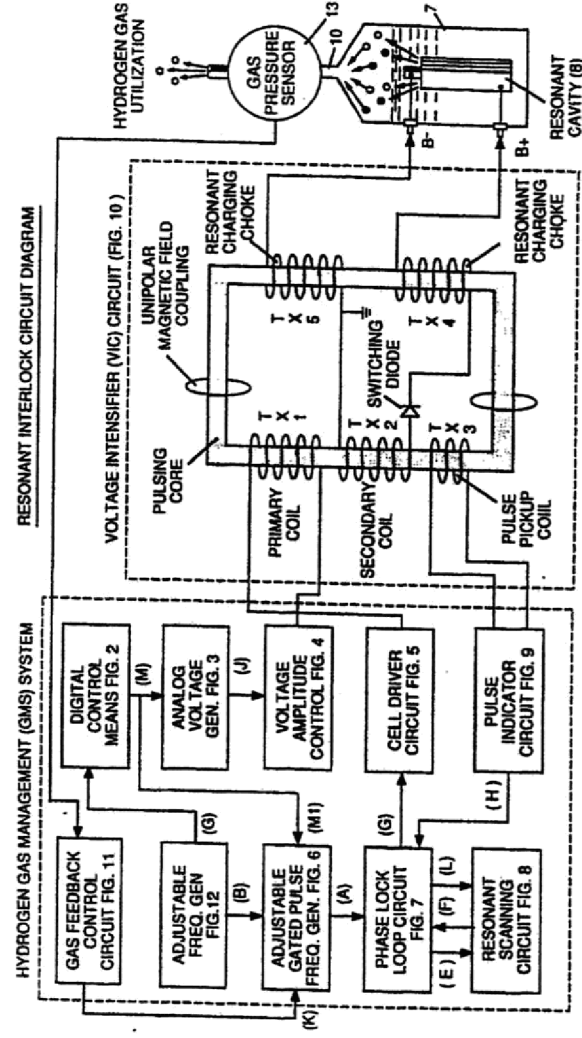 RESONANT INTERLOCK CIRCUIT DIAGRAM
HYDROGEN GAS MANAGEMENT (GMS) SYSTEM
VOLTAGE INTENSIFIER (VIC) CIRCUIT (FIG. 10)
HYDROGEN GAS
UTILIZATION
13
GAS
PRESSURE
SENSOR
10
7
RESONANT
CAVITY (8)
B-
B+
GAS FEEDBACK
CONTROL
CIRCUIT FIG. 11
DIGITAL
CONTROL
MEANS FIG. 2
(M)
(G)
ADJUSTABLE
FREQ. GEN
FIG.12
ANALOG
VOLTAGE
GEN. FIG. 3
(J)
(B)
ADJUSTABLE
GATED PULSE
FREQ. GEN. FIG. 6
(M1)
(K)
VOLTAGE
AMPLITUDE
CONTROL FIG. 4
(A)
PHASE LOCK
LOOP CIRCUIT
FIG. 7
(G)
CELL DRIVER
CIRCUIT FIG. 5
(H)
(E)
(F)
(L)
RESONANT
SCANNING
CIRCUIT FIG. 8
PULSE
INDICATOR
CIRCUIT FIG. 9
PULSING
CORE
UNIPOLAR
MAGNETIC FIELD
COUPLING
RESONANT
CHARGING
CHOKE
PRIMARY
COIL
T
X
1
T
X
5
SECONDARY
COIL
T
X
2
SWITCHING
DIODE
T
X
4
RESONANT
CHARGING
CHOKE
T
X
3
PULSE
PICKUP
COIIL